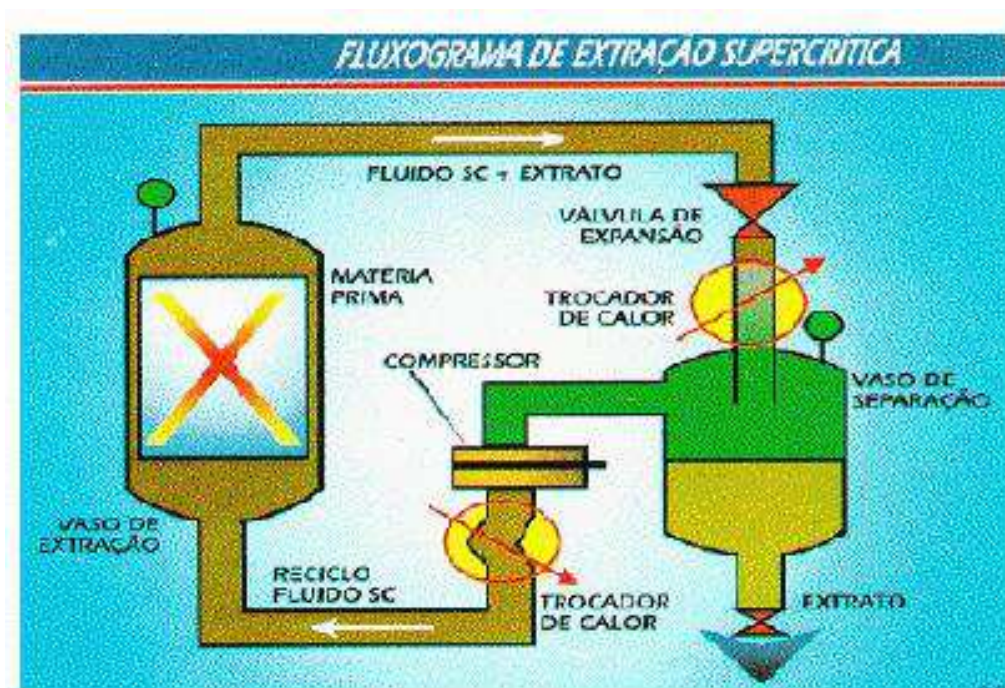 FLUXOGRAMA DE EXTRAÇÃO SUPERCRÍTICA
FLUIDO SC + EXTRATO
VÁLVULA DE
EXPANSÃO
MATÉRIA
PRIMA
TROCADOR
DE CALOR
COMPRESSOR
VASO DE
SEPARAÇÃO
VASO DE
EXTRAÇÃO
RECICLO
FLUIDO SC
TROCADOR
DE CALOR
EXTRATO